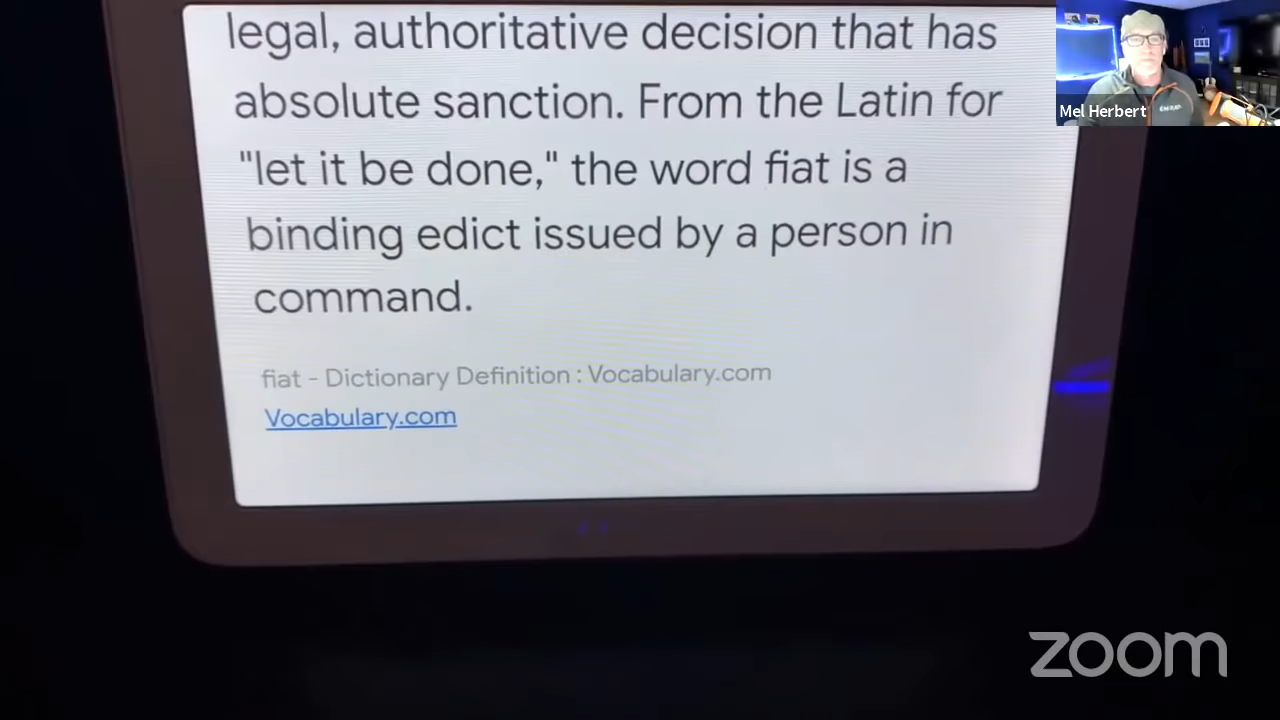 legal, authoritative decision that has
absolute sanction. From the Latin for
"let it be done," the word fiat is a
binding edict issued by a person in
command.
fiat - Dictionary Definition : Vocabulary.com
Vocabulary.com
Mel Herbert
zoom